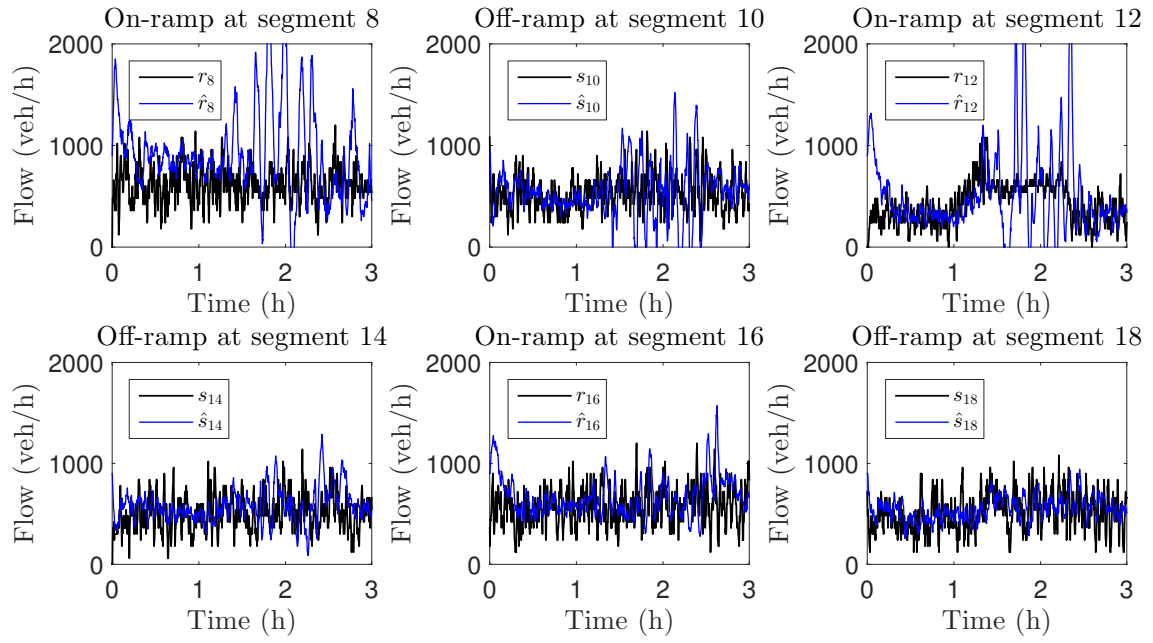 On-ramp at segment 8
Flow (veh/h)
2000
1000
0
r₈
r̂₈
0 1 2 3
Time (h)
Off-ramp at segment 10
Flow (veh/h)
2000
1000
0
s₁₀
ŝ₁₀
0 1 2 3
Time (h)
On-ramp at segment 12
Flow (veh/h)
2000
1000
0
r₁₂
r̂₁₂
0 1 2 3
Time (h)
Off-ramp at segment 14
Flow (veh/h)
2000
1000
0
s₁₄
ŝ₁₄
0 1 2 3
Time (h)
On-ramp at segment 16
Flow (veh/h)
2000
1000
0
r₁₆
r̂₁₆
0 1 2 3
Time (h)
Off-ramp at segment 18
Flow (veh/h)
2000
1000
0
s₁₈
ŝ₁₈
0 1 2 3
Time (h)